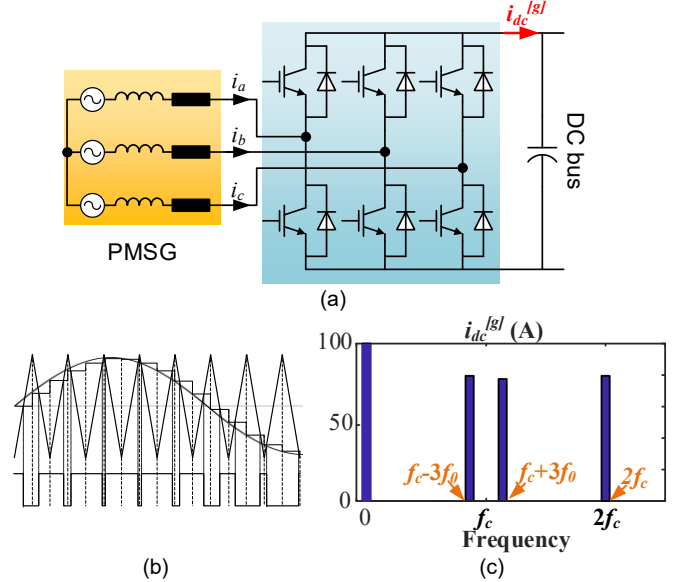 i_dc^[g]
i_a
i_b
i_c
DC bus
PMSG
(a)
i_dc^[g] (A)
100
50
0
f_c-3f_0
f_c+3f_0
2f_c
0
f_c
2f_c
Frequency
(b)
(c)